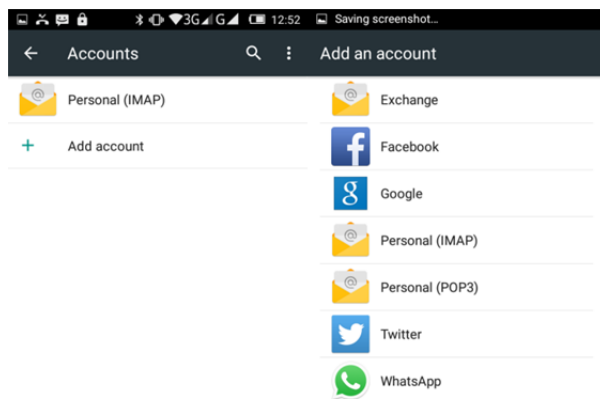 3G G 12:52
Accounts
Personal (IMAP)
Add account
Saving screenshot...
Add an account
Exchange
Facebook
Google
Personal (IMAP)
Personal (POP3)
Twitter
WhatsApp